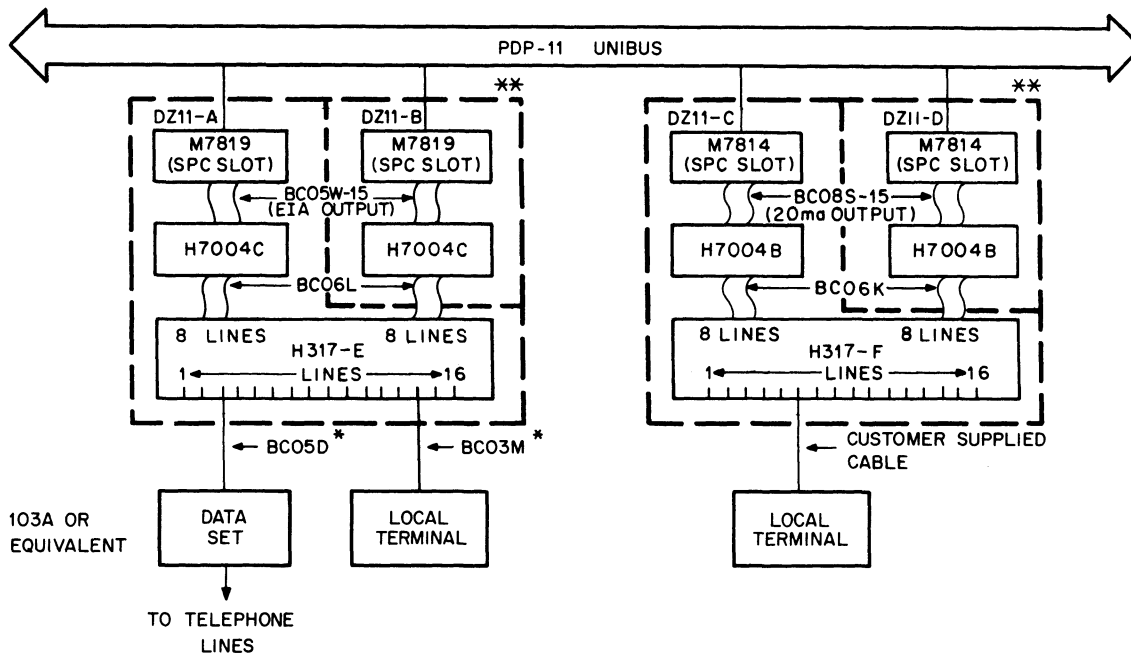 PDP-11 UNIBUS
**
**
DZ11-A
DZ11-B
DZ11-C
DZ11-D
M7819
(SPC SLOT)
M7819
(SPC SLOT)
M7814
(SPC SLOT)
M7814
(SPC SLOT)
BC05W-15
(EIA OUTPUT)
BC08S-15
(20ma OUTPUT)
H7004C
H7004C
H7004B
H7004B
BC06L
BC06K
8 LINES
8 LINES
H317-E
1 LINES 16
8 LINES
8 LINES
H317-F
1 LINES 16
BC05D*
BC03M*
CUSTOMER SUPPLIED
CABLE
103A OR
EQUIVALENT
DATA
SET
LOCAL
TERMINAL
LOCAL
TERMINAL
TO TELEPHONE
LINES